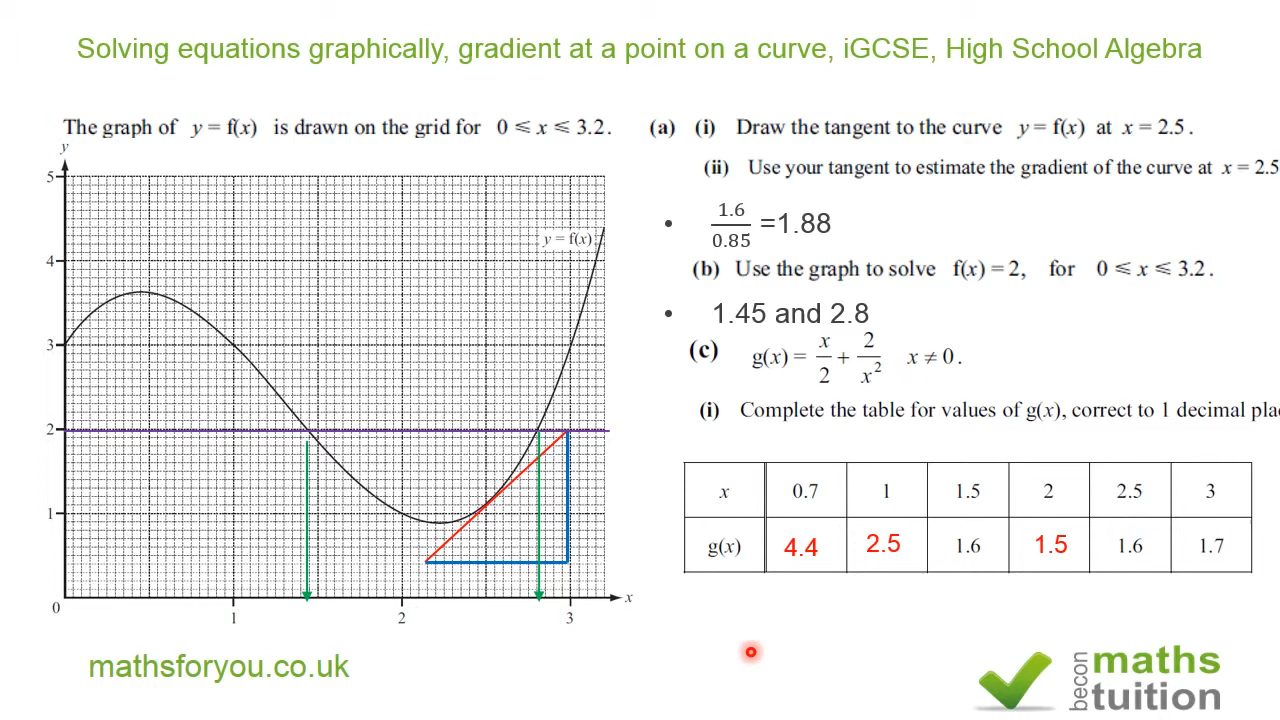 Solving equations graphically, gradient at a point on a curve, iGCSE, High School Algebra
The graph of y = f(x) is drawn on the grid for 0 ⩽ x ⩽ 3.2.
y
5
4
3
2
1
0
1
2
3
x
y = f(x)
(a) (i) Draw the tangent to the curve y = f(x) at x = 2.5.
(ii) Use your tangent to estimate the gradient of the curve at x = 2.5
• 1.6/0.85 =1.88
(b) Use the graph to solve f(x) = 2, for 0 ⩽ x ⩽ 3.2.
• 1.45 and 2.8
(c) g(x) = x/2 + 2/x² x ≠ 0.
(i) Complete the table for values of g(x), correct to 1 decimal pla
x 0.7 1 1.5 2 2.5 3
g(x) 4.4 2.5 1.6 1.5 1.6 1.7
mathsforyou.co.uk
becon
maths
tuition